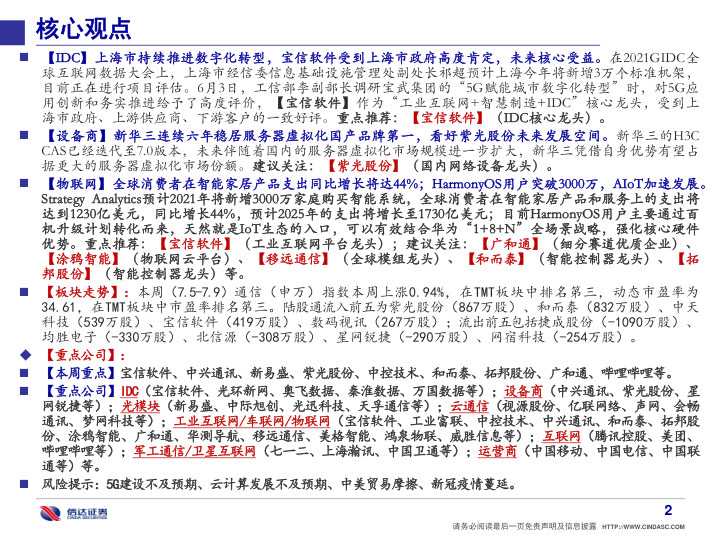 核心观点
【IDC】上海市持续推进数字化转型，宝信软件受到上海市政府高度肯定，未来核心受益。在2021GIDC全
球互联网数据大会上，上海市经信委信息基础设施管理处副处长祁超预计上海今年将新增3万个标准机架，
目前正在进行项目评估。6月3日，工信部李副部长调研宝武集团的“5G赋能城市数字化转型”时，对5G应
用创新和务实推进给予了高度评价，【宝信软件】作为“工业互联网+智慧制造+IDC”核心龙头，受到上
海市政府、上游供应商、下游客户的一致好评。重点推荐：【宝信软件】（IDC核心龙头）。
【设备商】新华三连续六年稳居服务器虚拟化国产品牌第一，看好紫光股份未来发展空间。新华三的H3C
CAS已经迭代至7.0版本，未来伴随着国内的服务器虚拟化市场规模进一步扩大，新华三凭借自身优势有望占
据更大的服务器虚拟化市场份额。建议关注：【紫光股份】（国内网络设备龙头）。
【物联网】全球消费者在智能家居产品支出同比增长将达44%；HarmonyOS用户突破3000万，AIoT加速发展。
Strategy Analytics预计2021年将新增3000万家庭购买智能系统，全球消费者在智能家居产品和服务上的支出将
达到1230亿美元，同比增长44%，预计2025年的支出将增长至1730亿美元；目前HarmonyOS用户主要通过百
机升级计划转化而来，天然就是IoT生态的入口，可以有效结合华为“1+8+N”全场景战略，强化核心硬件
优势。重点推荐：【宝信软件】（工业互联网平台龙头）；建议关注：【广和通】（细分赛道优质企业）、
【涂鸦智能】（物联网云平台）、【移远通信】（全球模组龙头）、【和而泰】（智能控制器龙头）、【拓
邦股份】（智能控制器龙头）等。
【板块走势】：本周（7.5-7.9）通信（申万）指数本周上涨0.94%，在TMT板块中排名第三，动态市盈率为
34.61，在TMT板块中市盈率排名第三。陆股通流入前五为紫光股份（867万股）、和而泰（832万股）、中天
科技（539万股）、宝信软件（419万股）、数码视讯（267万股）；流出前五包括捷成股份（-1090万股）、
均胜电子（-330万股）、北信源（-308万股）、星网锐捷（-290万股）、网宿科技（-254万股）。
【重点公司】：
【本周重点】宝信软件、中兴通讯、新易盛、紫光股份、中控技术、和而泰、拓邦股份、广和通、哔哩哔哩等。
【重点公司】IDC（宝信软件、光环新网、奥飞数据、秦淮数据、万国数据等）；设备商（中兴通讯、紫光股份、星
网锐捷等）；光模块（新易盛、中际旭创、光迅科技、天孚通信等）；云通信（视源股份、亿联网络、声网、会畅
通讯、梦网科技等）；工业互联网/车联网/物联网（宝信软件、工业富联、中控技术、中兴通讯、和而泰、拓邦股
份、涂鸦智能、广和通、华测导航、移远通信、美格智能、鸿泉物联、威胜信息等）；互联网（腾讯控股、美团、
哔哩哔哩等）；军工通信/卫星互联网（七一二、上海瀚讯、中国卫通等）；运营商（中国移动、中国电信、中国联
通等）等。
风险提示：5G建设不及预期、云计算发展不及预期、中美贸易摩擦、新冠疫情蔓延。
信达证券
CINDA SECURITIES
2
请务必阅读最后一页免责声明及信息披露 HTTP://WWW.CINDASC.COM